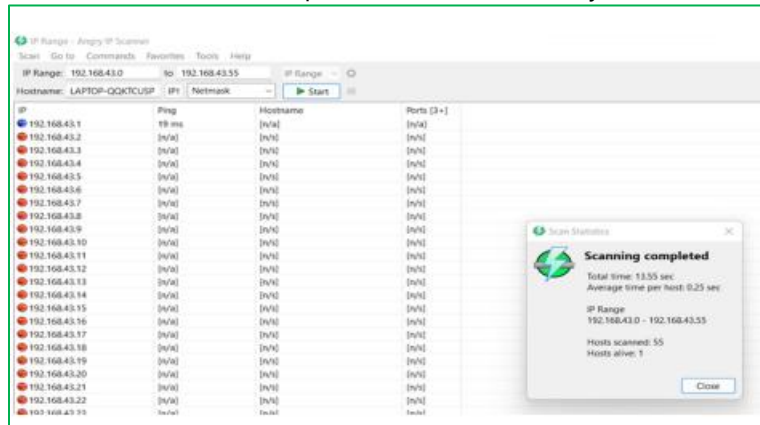 IP Range - Angry IP Scanner
Scan Go to Commands Favorites Tools Help
IP Range: 192.168.43.0 to 192.168.43.55 IP Range
Hostname: LAPTOP-QQKTCUSP IP↑ Netmask Start
IP Ping Hostname Ports [3+]
192.168.43.1 19 ms [n/a] [n/a]
192.168.43.2 [n/a] [n/s] [n/s]
192.168.43.3 [n/a] [n/s] [n/s]
192.168.43.4 [n/a] [n/s] [n/s]
192.168.43.5 [n/a] [n/s] [n/s]
192.168.43.6 [n/a] [n/s] [n/s]
192.168.43.7 [n/a] [n/s] [n/s]
192.168.43.8 [n/a] [n/s] [n/s]
192.168.43.9 [n/a] [n/s] [n/s]
192.168.43.10 [n/a] [n/s] [n/s]
192.168.43.11 [n/a] [n/s] [n/s]
192.168.43.12 [n/a] [n/s] [n/s]
192.168.43.13 [n/a] [n/s] [n/s]
192.168.43.14 [n/a] [n/s] [n/s]
192.168.43.15 [n/a] [n/s] [n/s]
192.168.43.16 [n/a] [n/s] [n/s]
192.168.43.17 [n/a] [n/s] [n/s]
192.168.43.18 [n/a] [n/s] [n/s]
192.168.43.19 [n/a] [n/s] [n/s]
192.168.43.20 [n/a] [n/s] [n/s]
192.168.43.21 [n/a] [n/s] [n/s]
192.168.43.22 [n/a] [n/s] [n/s]
192.168.43.23 [n/a] [n/s] [n/s]
Scan Statistics
Scanning completed
Total time: 13.55 sec
Average time per host: 0.25 sec
IP Range
192.168.43.0 - 192.168.43.55
Hosts scanned: 55
Hosts alive: 1
Close